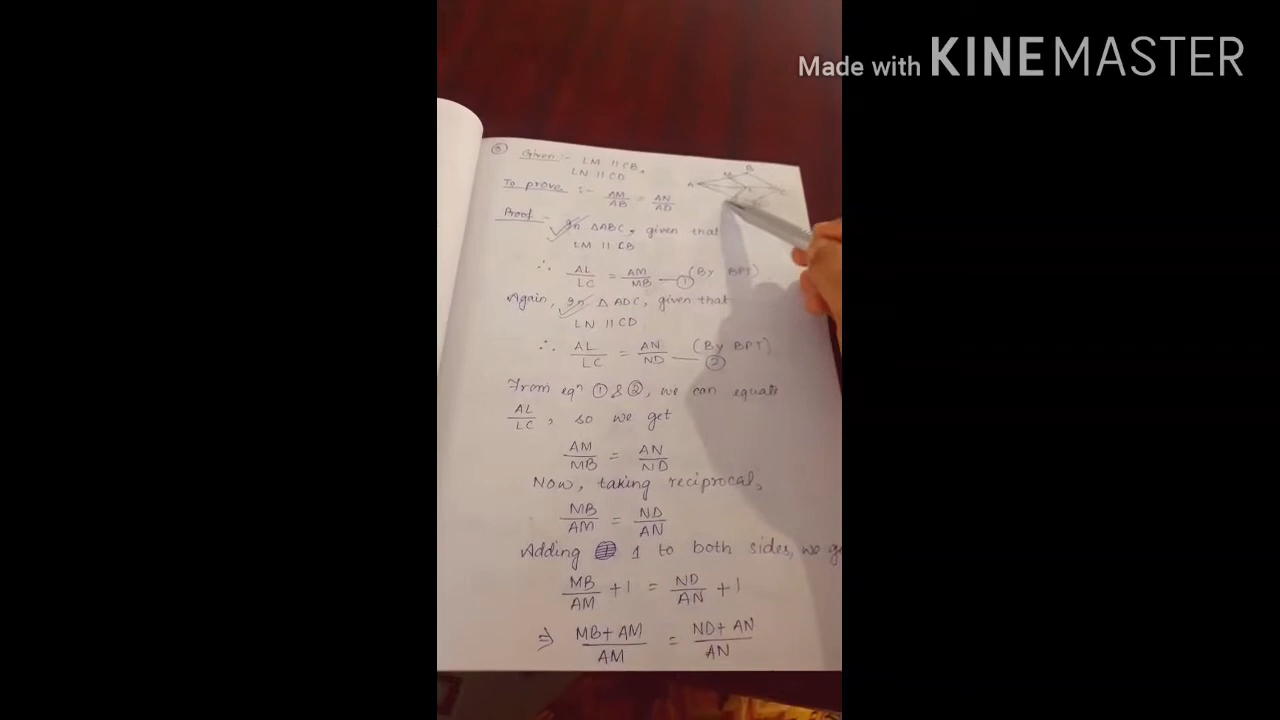 Made with KINEMASTER
③ Given :- LM || CB,
LN || CD
To prove :- AM/AB = AN/AD
Proof - In ΔABC, given that
LM || CB
∴ AL/LC = AM/MB —① (By BPT)
Again, In Δ ADC, given that
LN || CD
∴ AL/LC = AN/ND —② (By BPT)
From eqⁿ ① & ②, we can equate
AL/LC, so we get
AM/MB = AN/ND
Now, taking reciprocal,
MB/AM = ND/AN
Adding 1 to both sides, we g
MB/AM + 1 = ND/AN + 1
⇒ MB+AM/AM = ND+AN/AN
A
M
B
L
C